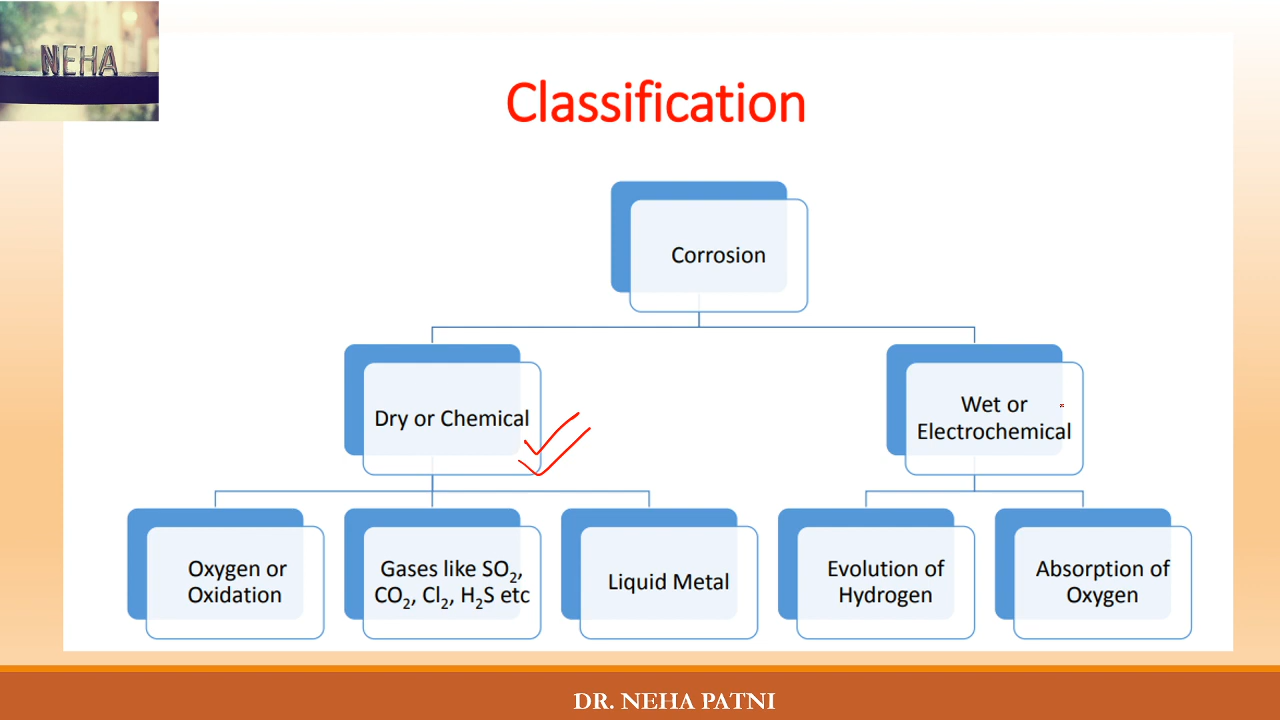 NEHA
Classification
Corrosion
Dry or Chemical
Wet or
Electrochemical
Oxygen or
Oxidation
Gases like SO₂,
CO₂, Cl₂, H₂S etc
Liquid Metal
Evolution of
Hydrogen
Absorption of
Oxygen
DR. NEHA PATNI